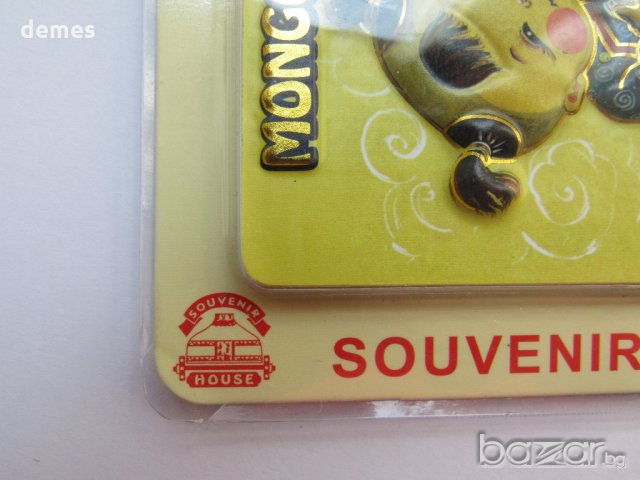 demes
MONGO
SOUVENIR
HOUSE
SOUVENIR
bazar.bg